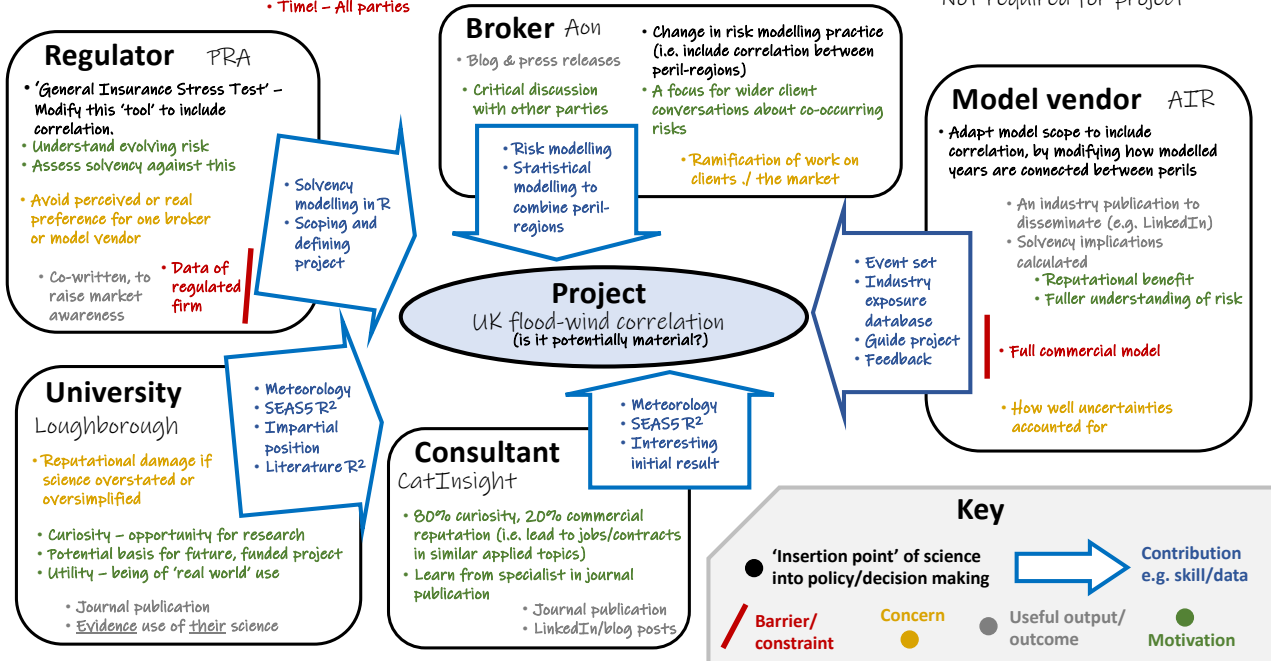 • Time! – All parties
Not required for project
Regulator PRA
• 'General Insurance Stress Test' –
Modify this 'tool' to include
correlation.
• Understand evolving risk
• Assess solvency against this
• Avoid perceived or real
preference for one broker
or model vendor
• Co-written, to
raise market
awareness
• Data of
regulated
firm
• Solvency
modelling in R
• Scoping and
defining
project
Broker Aon
• Blog & press releases
• Critical discussion
with other parties
• Change in risk modelling practice
(i.e. include correlation between
peril-regions)
• A focus for wider client
conversations about co-occurring
risks
• Ramification of work on
clients ./ the market
• Risk modelling
• Statistical
modelling to
combine peril-
regions
Model vendor AIR
• Adapt model scope to include
correlation, by modifying how modelled
years are connected between perils
• An industry publication to
disseminate (e.g. LinkedIn)
• Solvency implications
calculated
• Reputational benefit
• Fuller understanding of risk
• Full commercial model
• How well uncertainties
accounted for
• Event set
• Industry
exposure
database
• Guide project
• Feedback
Project
UK flood-wind correlation
(is it potentially material?)
University
Loughborough
• Reputational damage if
science overstated or
oversimplified
• Curiosity – opportunity for research
• Potential basis for future, funded project
• Utility – being of 'real world' use
• Journal publication
• Evidence use of their science
• Meteorology
• SEAS5 R²
• Impartial
position
• Literature R²
Consultant
CatInsight
• 80% curiosity, 20% commercial
reputation (i.e. lead to jobs/contracts
in similar applied topics)
• Learn from specialist in journal
publication
• Journal publication
• LinkedIn/blog posts
• Meteorology
• SEAS5 R²
• Interesting
initial result
Key
'Insertion point' of science
into policy/decision making
Contribution
e.g. skill/data
Barrier/
constraint
Concern
Useful output/
outcome
Motivation